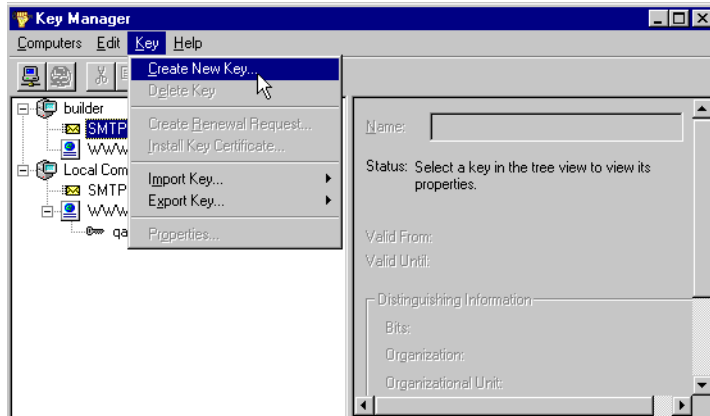 Key Manager
Computers Edit Key Help
Create New Key...
Delete Key
Create Renewal Request...
Install Key Certificate...
Import Key...
Export Key...
Properties...
builder
SMTP
WWW
Local Com
SMTP
WWW
qa
Name:
Status: Select a key in the tree view to view its
properties.
Valid From:
Valid Until:
Distinguishing Information
Bits:
Organization:
Organizational Unit: